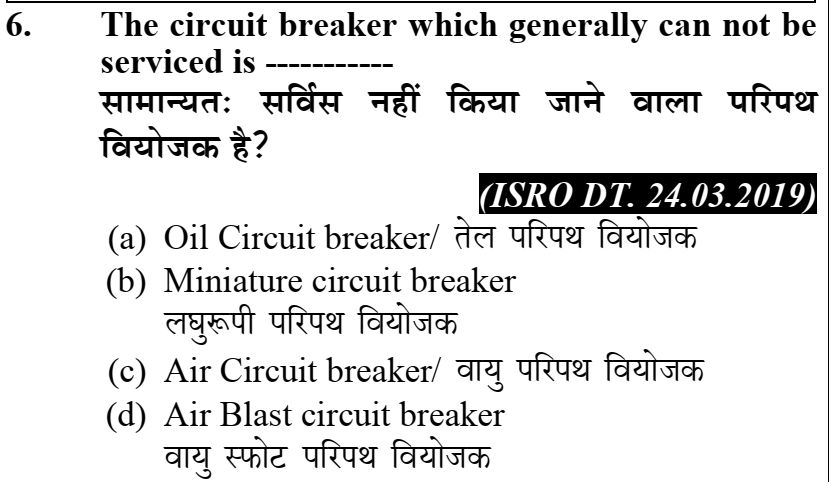 6. The circuit breaker which generally can not be
serviced is -----------
सामान्यतः सर्विस नहीं किया जाने वाला परिपथ
वियोजक है?
(ISRO DT. 24.03.2019)
(a) Oil Circuit breaker/ तेल परिपथ वियोजक
(b) Miniature circuit breaker
लघुरूपी परिपथ वियोजक
(c) Air Circuit breaker/ वायु परिपथ वियोजक
(d) Air Blast circuit breaker
वायु स्फोट परिपथ वियोजक